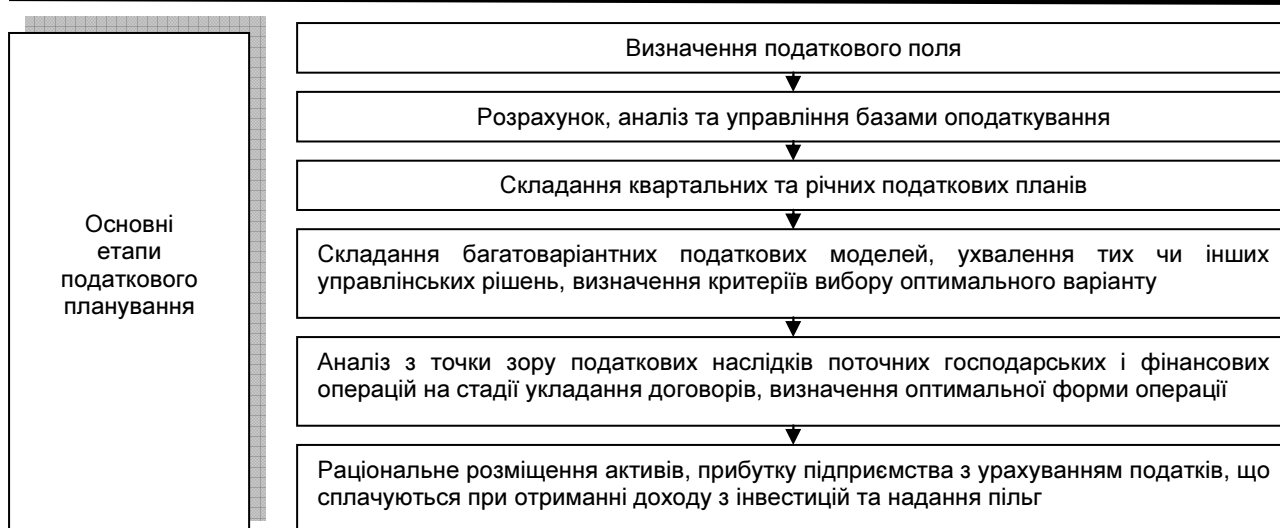 Основні
етапи
податкового
планування
Визначення податкового поля
Розрахунок, аналіз та управління базами оподаткування
Складання квартальних та річних податкових планів
Складання багатоваріантних податкових моделей, ухвалення тих чи інших
управлінських рішень, визначення критеріїв вибору оптимального варіанту
Аналіз з точки зору податкових наслідків поточних господарських і фінансових
операцій на стадії укладання договорів, визначення оптимальної форми операції
Раціональне розміщення активів, прибутку підприємства з урахуванням податків, що
сплачуються при отриманні доходу з інвестицій та надання пільг